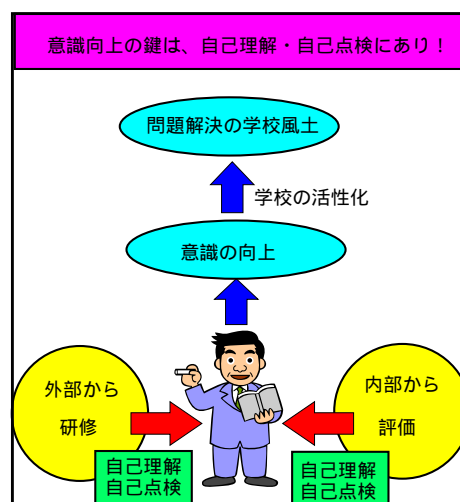 意識向上の鍵は、自己理解・自己点検にあり！
問題解決の学校風土
学校の活性化
意識の向上
外部から
研修
内部から
評価
自己理解
自己点検
自己理解
自己点検